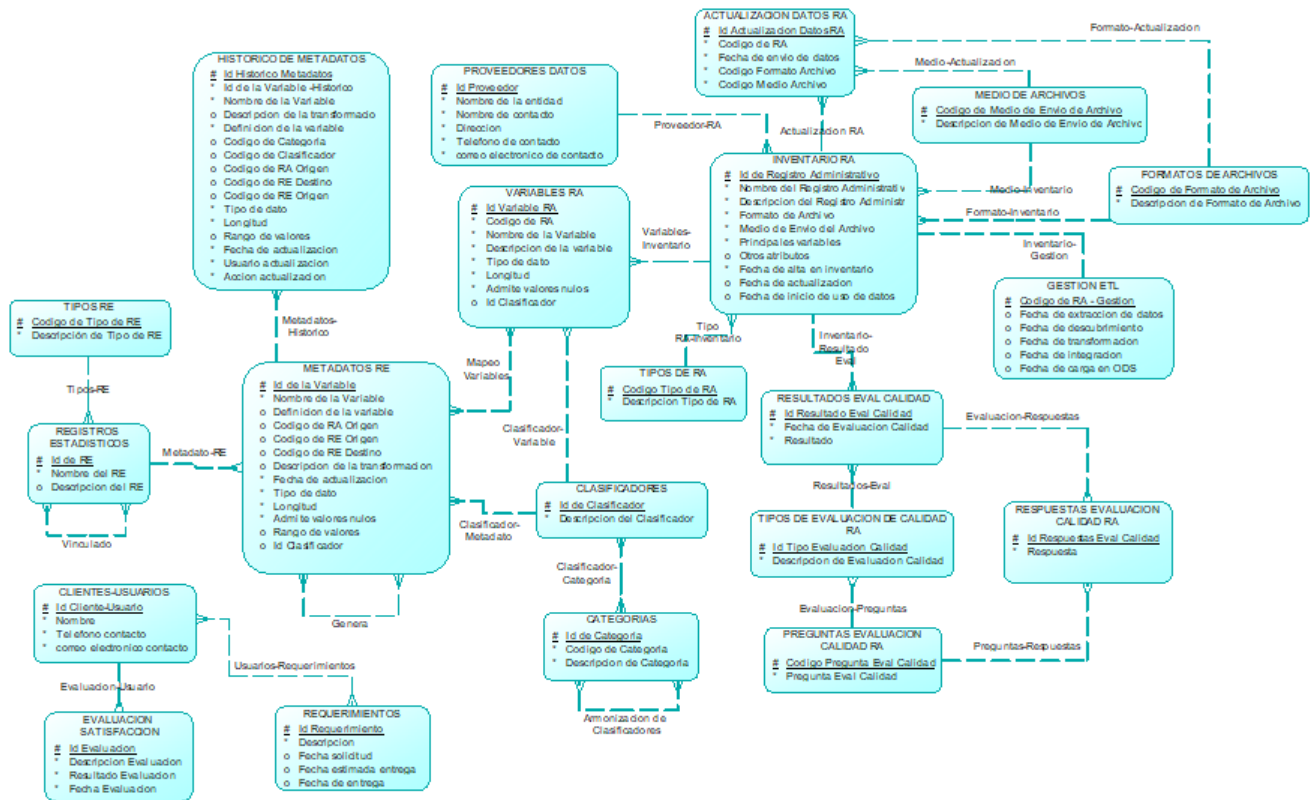 ACTUALIZACION DATOS RA
# Id Actualizacion DatosRA
* Codigo de RA
* Fecha de envio de datos
* Codigo Formato Archivo
* Codigo Medio Archivo
Formato-Actualizacion
Medio-Actualizacion
HISTORICO DE METADATOS
# Id Historico Metadatos
* Id de la Variable -Historico
* Nombre de la Variable
o Descripcion de la transformacio
* Definicion de la variable
o Codigo de Categoria
o Codigo de Clasificador
o Codigo de RA Origen
o Codigo de RE Destino
o Codigo de RE Origen
* Tipo de dato
* Longitud
o Rango de valores
* Fecha de actualizacion
* Usuario actualizacion
* Accion actualizacion
PROVEEDORES DATOS
# Id Proveedor
* Nombre de la entidad
* Nombre de contacto
* Direccion
* Telefono de contacto
* correo electronico de contacto
Proveedor-RA
Actualizacion RA
MEDIO DE ARCHIVOS
# Codigo de Medio de Envio de Archivo
* Descripcion de Medio de Envio de Archivo
INVENTARIO RA
# Id de Registro Administrativo
* Nombre del Registro Administrativ
* Descripcion del Registro Administr
* Formato de Archivo
* Medio de Envio del Archivo
* Principales variables
o Otros atributos
* Fecha de alta en inventario
o Fecha de actualizacion
o Fecha de inicio de uso de datos
Medio-Inventario
Formato-Inventario
FORMATOS DE ARCHIVOS
# Codigo de Formato de Archivo
* Descripcion de Formato de Archivo
VARIABLES RA
# Id Variable RA
* Codigo de RA
* Nombre de la Variable
* Descripcion de la variable
* Tipo de dato
* Longitud
* Admite valores nulos
o Id Clasificador
Variables-
Inventario
Inventario-
Gestion
GESTION ETL
# Codigo de RA - Gestion
o Fecha de extraccion de datos
o Fecha de descubrimiento
o Fecha de transformacion
o Fecha de integracion
o Fecha de carga en ODS
TIPOS RE
# Codigo de Tipo de RE
* Descripción de Tipo de RE
Metadatos-
Historico
Tipo
RA-Inventario
Inventario-
Resultado
Eval
Tipos-RE
METADATOS RE
# Id de la Variable
* Nombre de la Variable
o Definicion de la variable
o Codigo de RA Origen
o Codigo de RE Origen
o Codigo de RE Destino
o Descripcion de la transformacion
* Fecha de actualizacion
* Tipo de dato
* Longitud
* Admite valores nulos
o Rango de valores
o Id Clasificador
Mapeo
Variables
TIPOS DE RA
# Codigo Tipo de RA
* Descripcion Tipo de RA
RESULTADOS EVAL CALIDAD
# Id Resultado Eval Calidad
* Fecha de Evaluacion Calidad
* Resultado
Evaluacion-Respuestas
REGISTROS
ESTADISTICOS
# Id de RE
* Nombre del RE
o Descripcion del RE
Metadato-RE
Clasificador-
Variable
Resultados-Eval
Vinculado
Clasificador-
Metadato
CLASIFICADORES
# Id de Clasificador
* Descripcion del Clasificador
TIPOS DE EVALUACION DE CALIDAD
RA
# Id Tipo Evaluacion Calidad
* Descripcion de Evaluacion Calidad
RESPUESTAS EVALUACION
CALIDAD RA
# Id Respuestas Eval Calidad
* Respuesta
Clasificador-
Categoria
Genera
CLIENTES-USUARIOS
# Id Cliente-Usuario
* Nombre
* Telefono contacto
* correo electronico contacto
Evaluacion-Preguntas
CATEGORIAS
# Id de Categoria
* Codigo de Categoria
* Descripcion de Categoria
PREGUNTAS EVALUACION
CALIDAD RA
# Codigo Pregunta Eval Calidad
* Pregunta Eval Calidad
Preguntas-Respuestas
Usuarios-Requerimientos
Evaluacion-Usuario
Armonizacion de
Clasificadores
EVALUACION
SATISFACCION
# Id Evaluacion
* Descripcion Evaluacion
* Resultado Evaluacion
* Fecha Evaluacion
REQUERIMIENTOS
# Id Requerimiento
* Descripcion
o Fecha solicitud
o Fecha estimada entrega
o Fecha de entrega